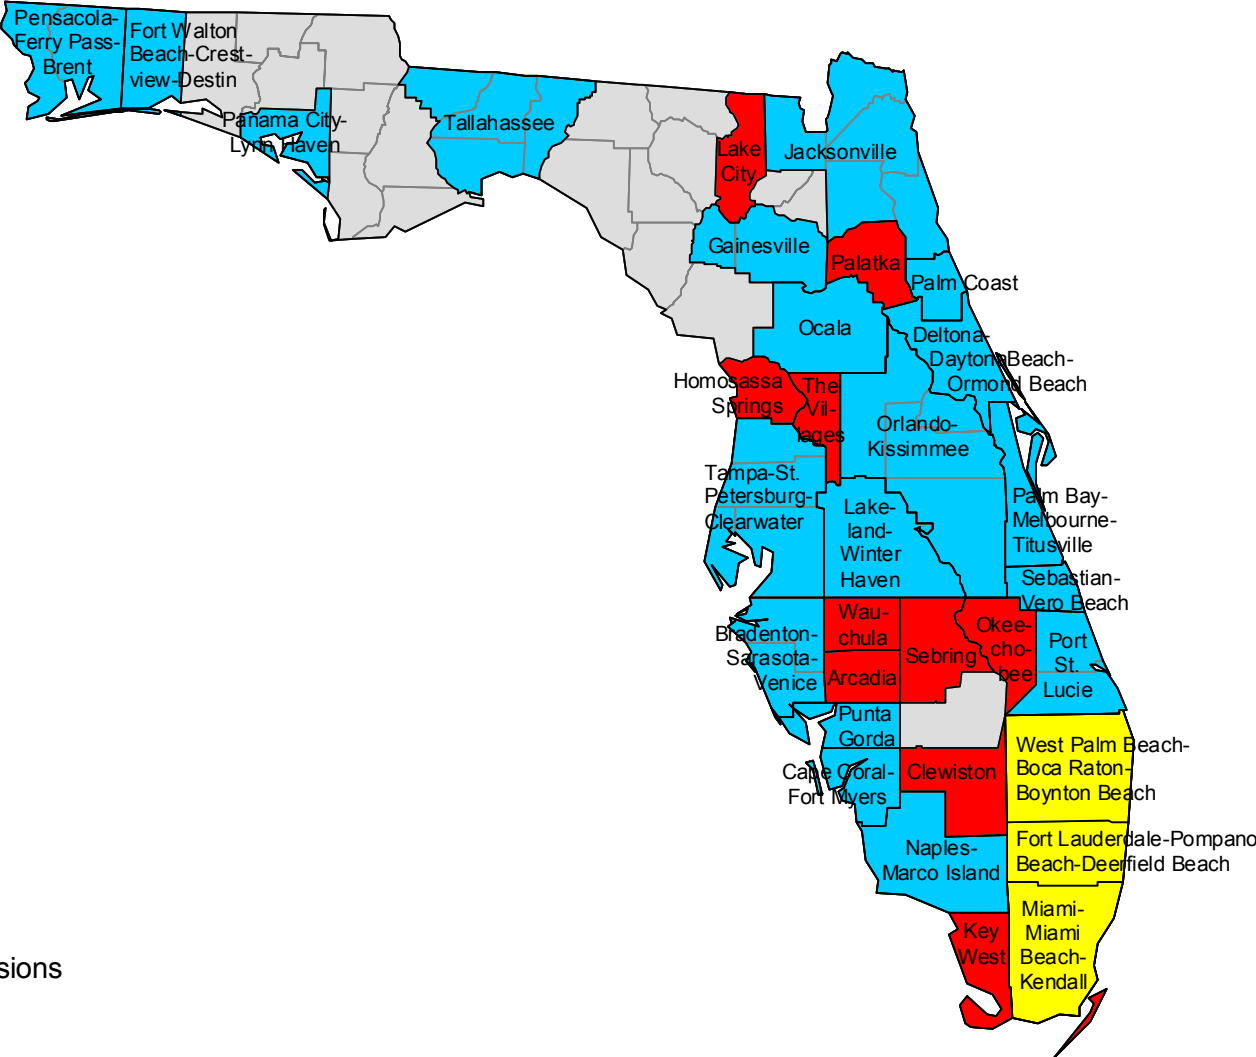 Pensacola-
Ferry Pass-
Brent
Fort Walton
Beach-Crest-
view-Destin
Panama City-
Lynn Haven
Tallahassee
Lake
City
Jacksonville
Gainesville
Palatka
Palm Coast
Ocala
Deltona-
DaytonaBeach-
Ormond Beach
Homosassa
Springs
The
Vil-
lages
Orlando-
Kissimmee
Tampa-St.
Petersburg-
Clearwater
Lake-
land-
Winter
Haven
Palm Bay-
Melbourne-
Titusville
Sebastian-
Vero Beach
Bradenton-
Sarasota-
Venice
Wau-
chula
Arcadia
Sebring
Okee-
cho-
bee
Port
St.
Lucie
Punta
Gorda
Cape Coral-
Fort Myers
Clewiston
West Palm Beach-
Boca Raton-
Boynton Beach
Fort Lauderdale-Pompano
Beach-Deerfield Beach
Naples-
Marco Island
Miami-
Miami
Beach-
Kendall
Key
West
sions